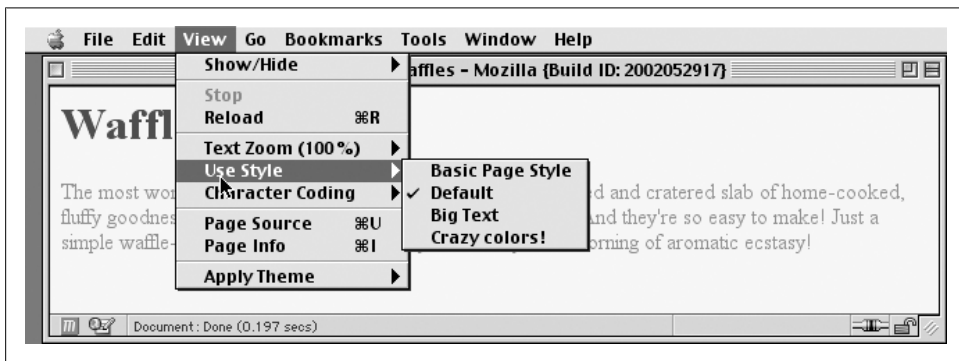 File Edit View Go Bookmarks Tools Window Help
affles – Mozilla {Build ID: 2002052917}
Show/Hide
Stop
Reload ⌘R
Text Zoom (100%)
Use Style
Character Coding
Page Source ⌘U
Page Info ⌘I
Apply Theme
Basic Page Style
✓ Default
Big Text
Crazy colors!
Waffl
The most wor d and cratered slab of home-cooked,
fluffy goodnes And they're so easy to make! Just a
simple waffle- orning of aromatic ecstasy!
Document: Done (0.197 secs)